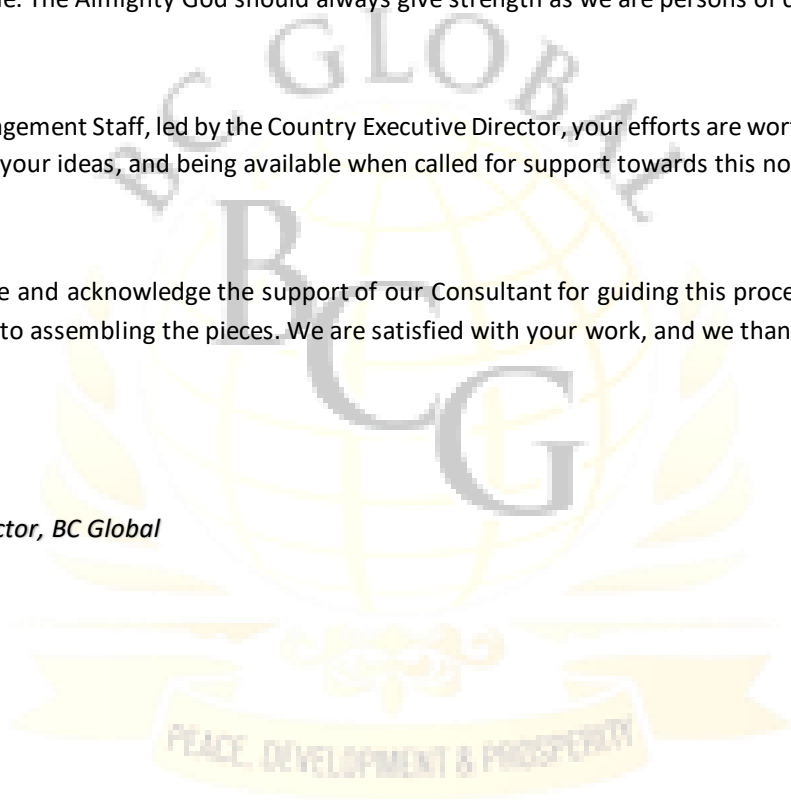 The Almighty God should always give strength as we are persons of
gement Staff, led by the Country Executive Director, your efforts are wor
your ideas, and being available when called for support towards this no
e and acknowledge the support of our Consultant for guiding this proce
to assembling the pieces. We are satisfied with your work, and we than
ctor, BC Global
BC GLOBAL
BCG
PEACE, DEVELOPMENT & PROSPERITY